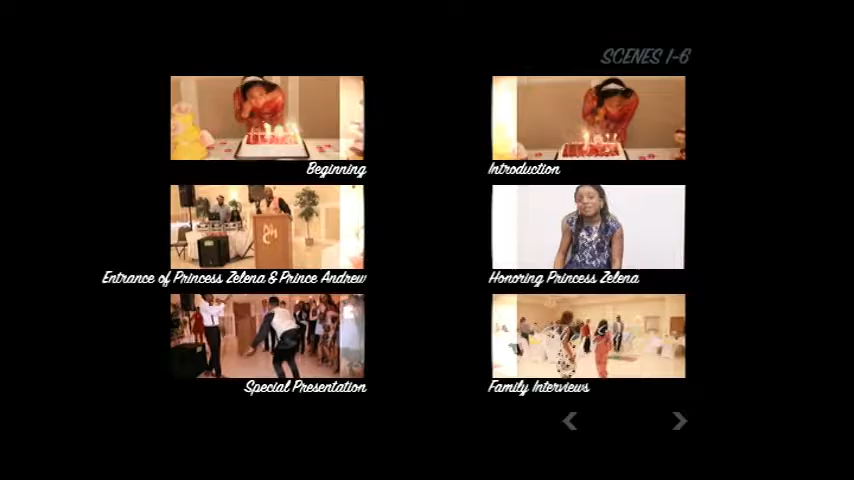 SCENES 1-6
Beginning
Introduction
Entrance of Princess Zelena & Prince Andrew
Honoring Princess Zelena
Special Presentation
Family Interviews